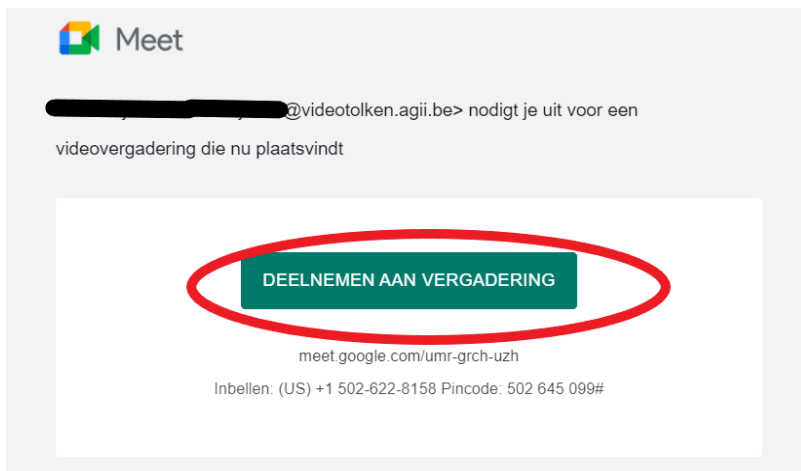 Meet
@videotolken.agii.be> nodigt je uit voor een
videovergadering die nu plaatsvindt
DEELNEMEN AAN VERGADERING
meet.google.com/umr-grch-uzh
Inbellen: (US) +1 502-622-8158 Pincode: 502 645 099#